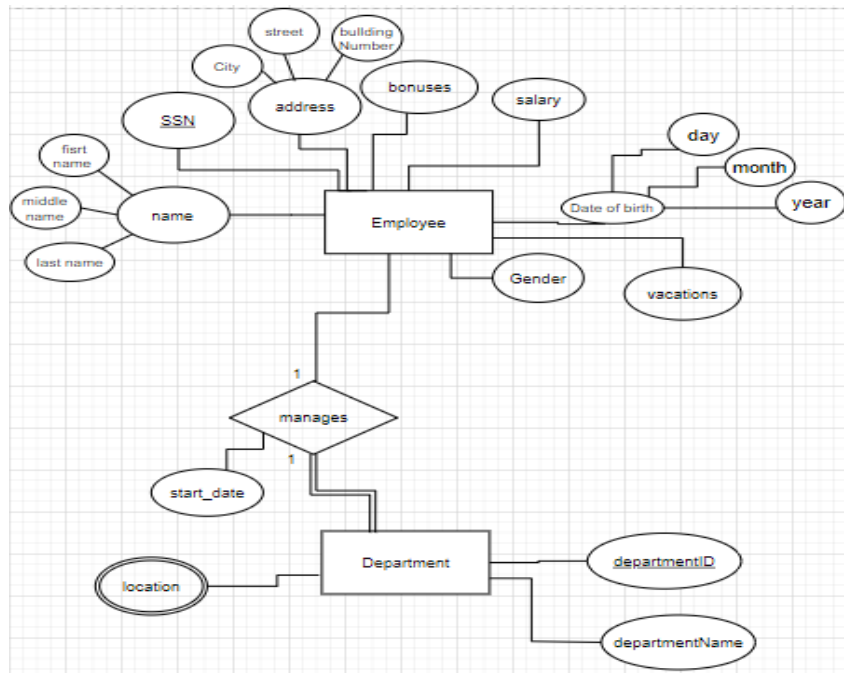 street
building
Number
City
address
bonuses
salary
SSN
day
fisrt
name
month
middle
name
name
Employee
Date of birth
year
last name
Gender
vacations
1
manages
1
start_date
Department
departmentID
location
departmentName